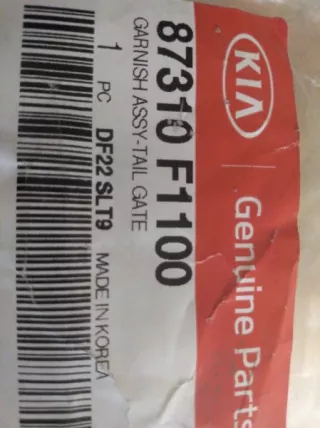 KIA Genuine Parts
87310 F1100
GARNISH ASSY-TAIL GATE
1 PC DF22 SLT9 MADE IN KOREA